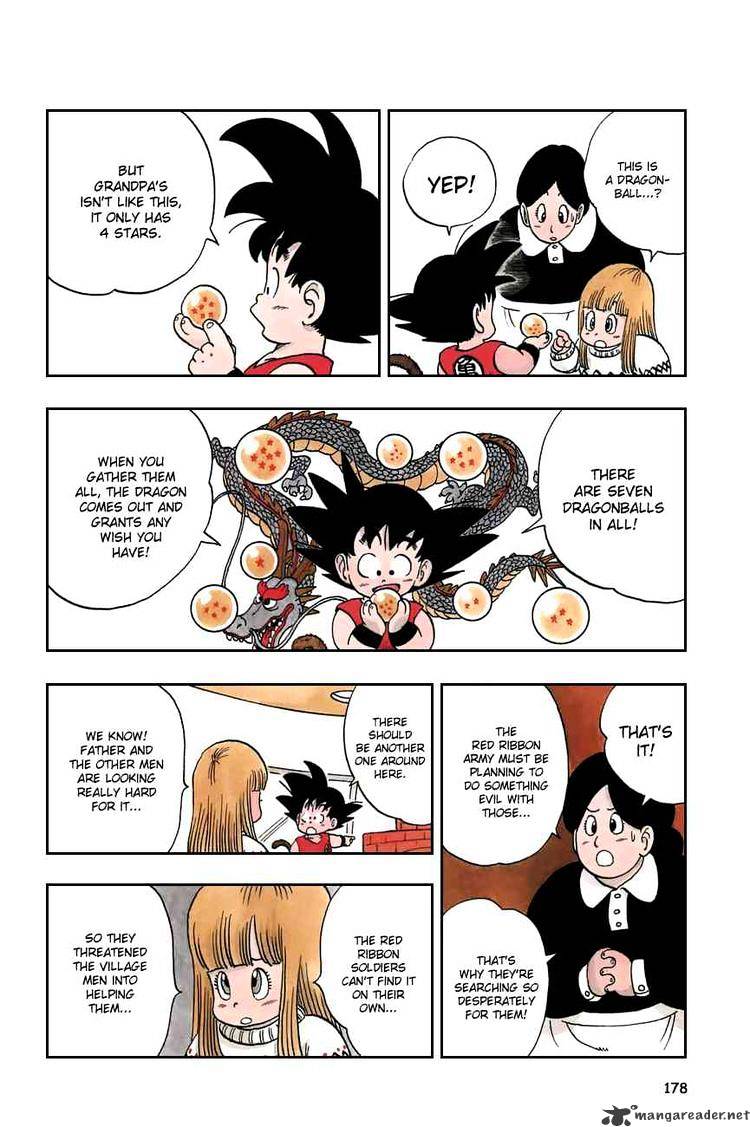 THIS IS
A DRAGON-
BALL...?
YEP!
BUT
GRANDPA'S
ISN'T LIKE THIS,
IT ONLY HAS
4 STARS.
THERE
ARE SEVEN
DRAGONBALLS
IN ALL!
WHEN YOU
GATHER THEM
ALL, THE DRAGON
COMES OUT AND
GRANTS ANY
WISH YOU
HAVE!
THAT'S
IT!
THE
RED RIBBON
ARMY MUST BE
PLANNING TO
DO SOMETHING
EVIL WITH
THOSE...
THAT'S
WHY THEY'RE
SEARCHING SO
DESPERATELY
FOR THEM!
THERE
SHOULD
BE ANOTHER
ONE AROUND
HERE.
WE KNOW!
FATHER AND
THE OTHER MEN
ARE LOOKING
REALLY HARD
FOR IT...
THE RED
RIBBON
SOLDIERS
CAN'T FIND IT
ON THEIR
OWN...
SO THEY
THREATENED
THE VILLAGE
MEN INTO
HELPING
THEM...
亀
178
mangareader.net